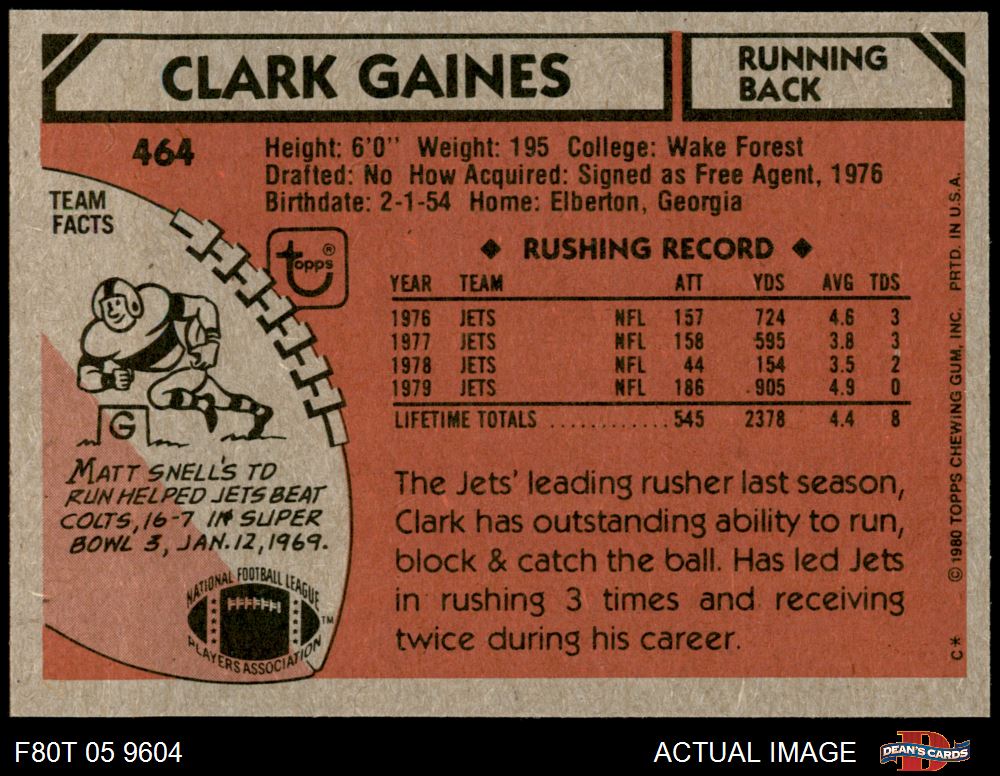 CLARK GAINES
RUNNING
BACK
464
Height: 6'0" Weight: 195 College: Wake Forest
Drafted: No How Acquired: Signed as Free Agent, 1976
Birthdate: 2-1-54 Home: Elberton, Georgia
TEAM
FACTS
topps®
◆ RUSHING RECORD ◆
YEAR TEAM ATT YDS AVG TDS
1976 JETS NFL 157 724 4.6 3
1977 JETS NFL 158 595 3.8 3
1978 JETS NFL 44 154 3.5 2
1979 JETS NFL 186 905 4.9 0
LIFETIME TOTALS ............ 545 2378 4.4 8
G
MATT SNELL'S TD
RUN HELPED JETS BEAT
COLTS, 16-7 IN SUPER
BOWL 3, JAN. 12, 1969.
NATIONAL FOOTBALL LEAGUE
PLAYERS ASSOCIATION
TM
The Jets' leading rusher last season,
Clark has outstanding ability to run,
block & catch the ball. Has led Jets
in rushing 3 times and receiving
twice during his career.
C* © 1980 TOPPS CHEWING GUM, INC. PRTD. IN U.S.A.
F80T 05 9604
ACTUAL IMAGE
D
DEAN'S CARDS